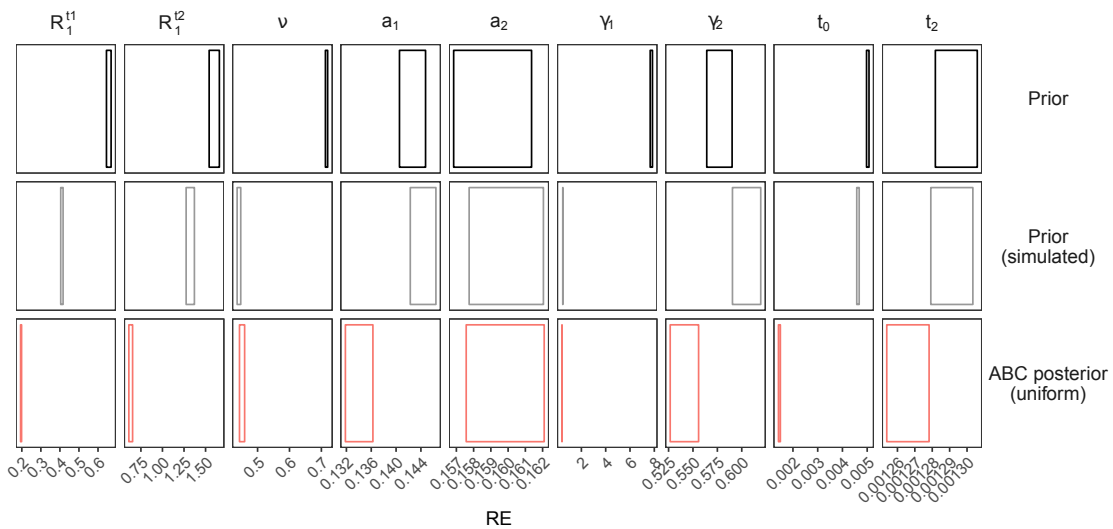 R₁ᵗ¹ R₁ᵗ² ν a₁ a₂ γ₁ γ₂ t₀ t₂
Prior
Prior
(simulated)
ABC posterior
(uniform)
0.2 0.3 0.4 0.5 0.6 0.75 1.00 1.25 1.50 0.5 0.6 0.7 0.132 0.136 0.140 0.144 0.157 0.158 0.159 0.160 0.161 0.162 2 4 6 8 0.525 0.550 0.575 0.600 0.002 0.003 0.004 0.005 0.00126 0.00127 0.00128 0.00129 0.00130
RE